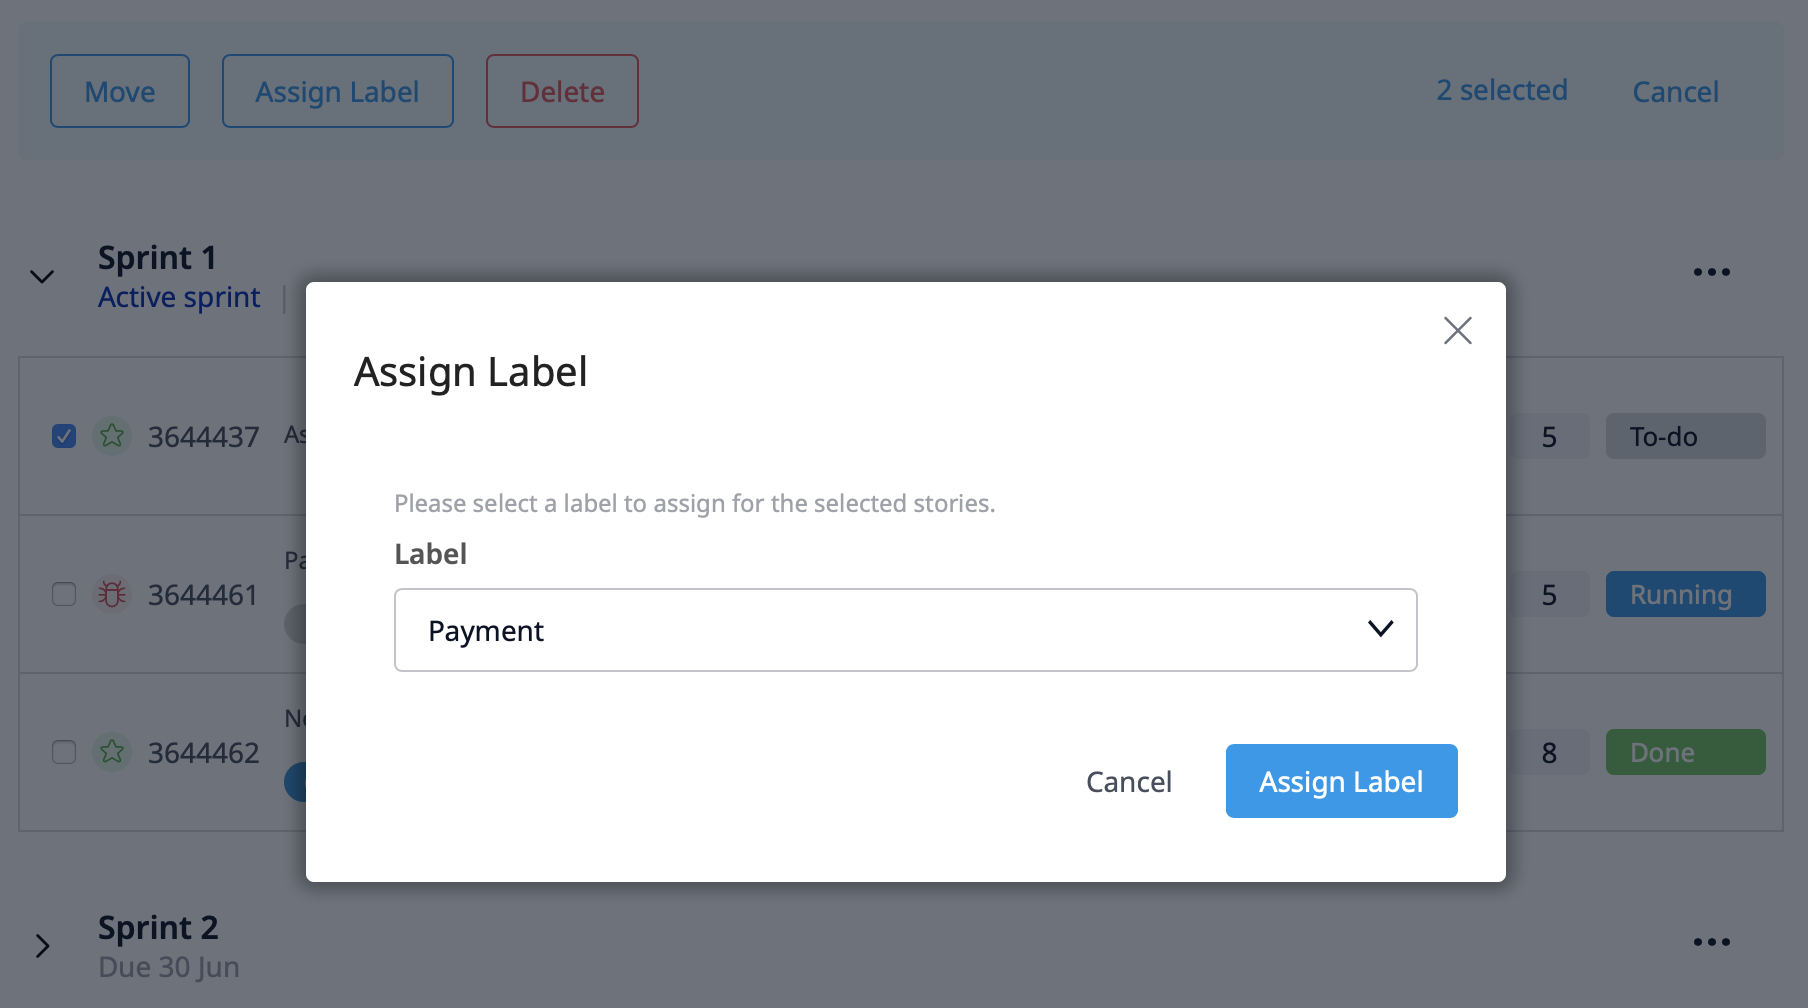 Move Assign Label Delete 2 selected Cancel
Sprint 1
Active sprint
Assign Label
3644437 5 To-do
Please select a label to assign for the selected stories.
Label
3644461 5 Running
Payment
3644462 8 Done
Cancel Assign Label
Sprint 2
Due 30 Jun